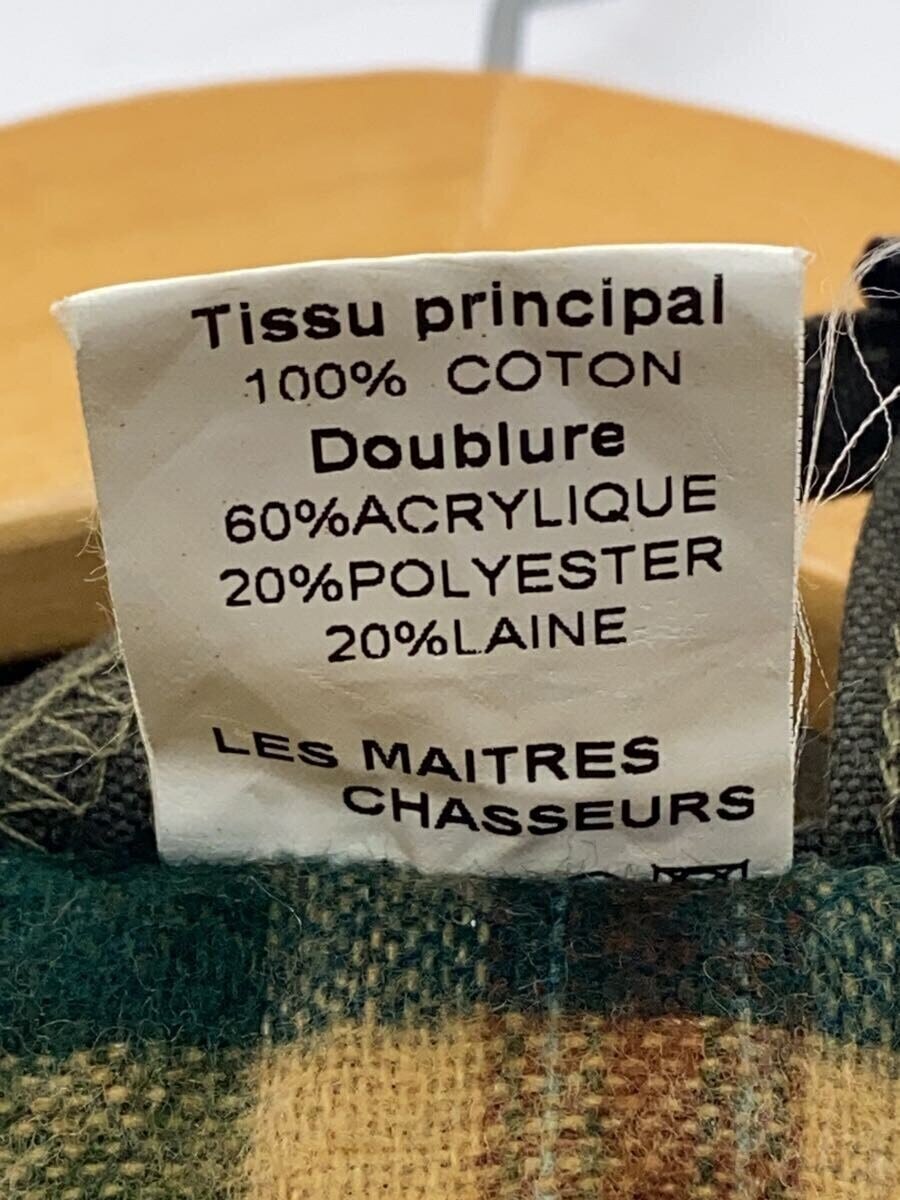 Tissu principal
100% COTON
Doublure
60%ACRYLIQUE
20%POLYESTER
20%LAINE
LES MAITRES
CHASSEURS